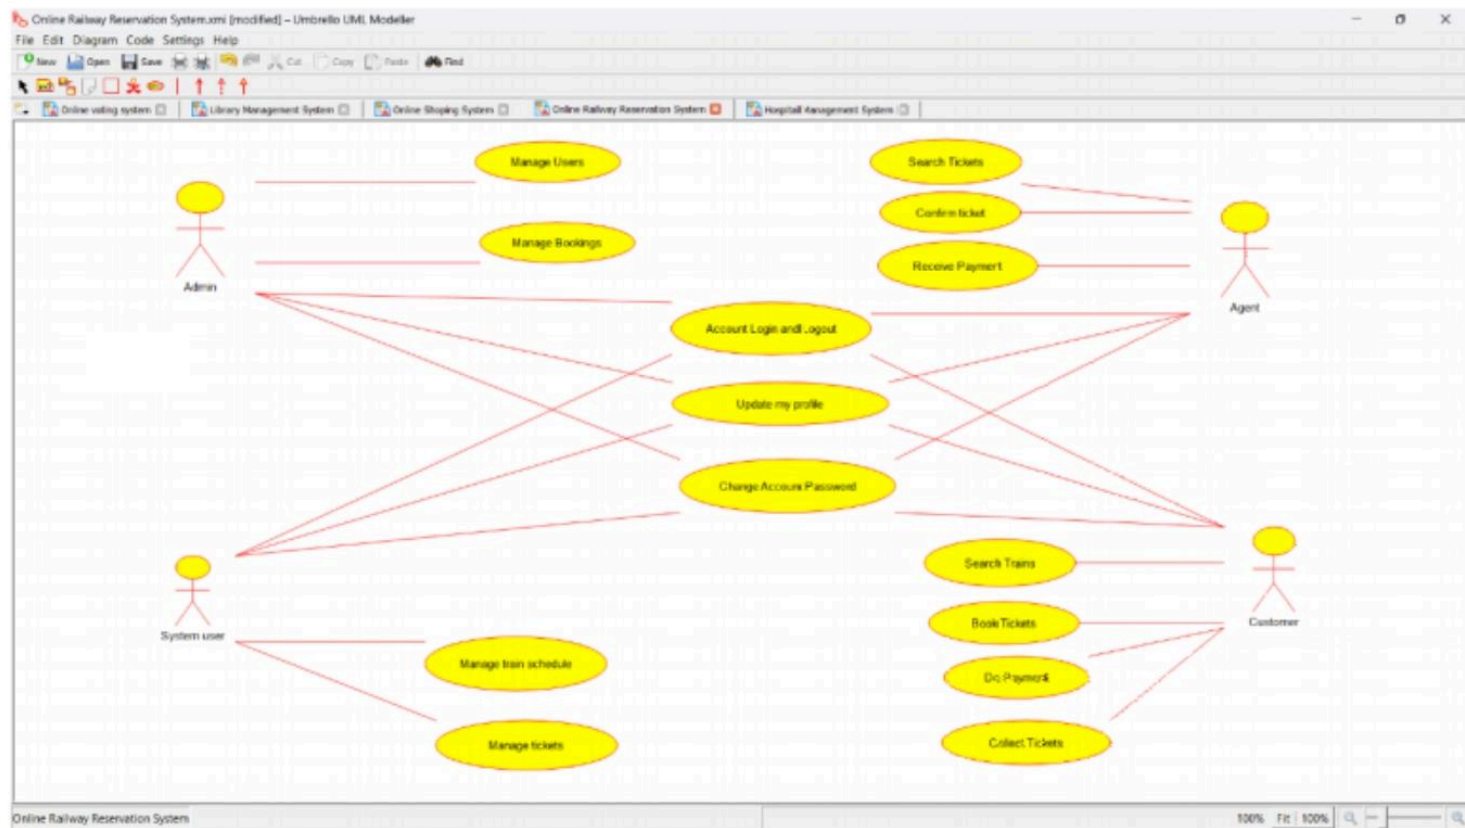 Online Railway Reservation System.xmi [modified] – Umbrello UML Modeller
File Edit Diagram Code Settings Help
New Open Save Cut Copy Paste Find
Online voting system Library Management System Online Shoping System Online Railway Reservation System Hospitall Management System
Manage Users
Search Tickets
Confirm ticket
Manage Bookings
Receive Payment
Admin
Agent
Account Login and Logout
Update my profile
Change Account Password
Search Trains
Book Tickets
Customer
System user
Manage train schedule
Do Payment
Manage tickets
Collect Tickets
Online Railway Reservation System
100% Fit 100%